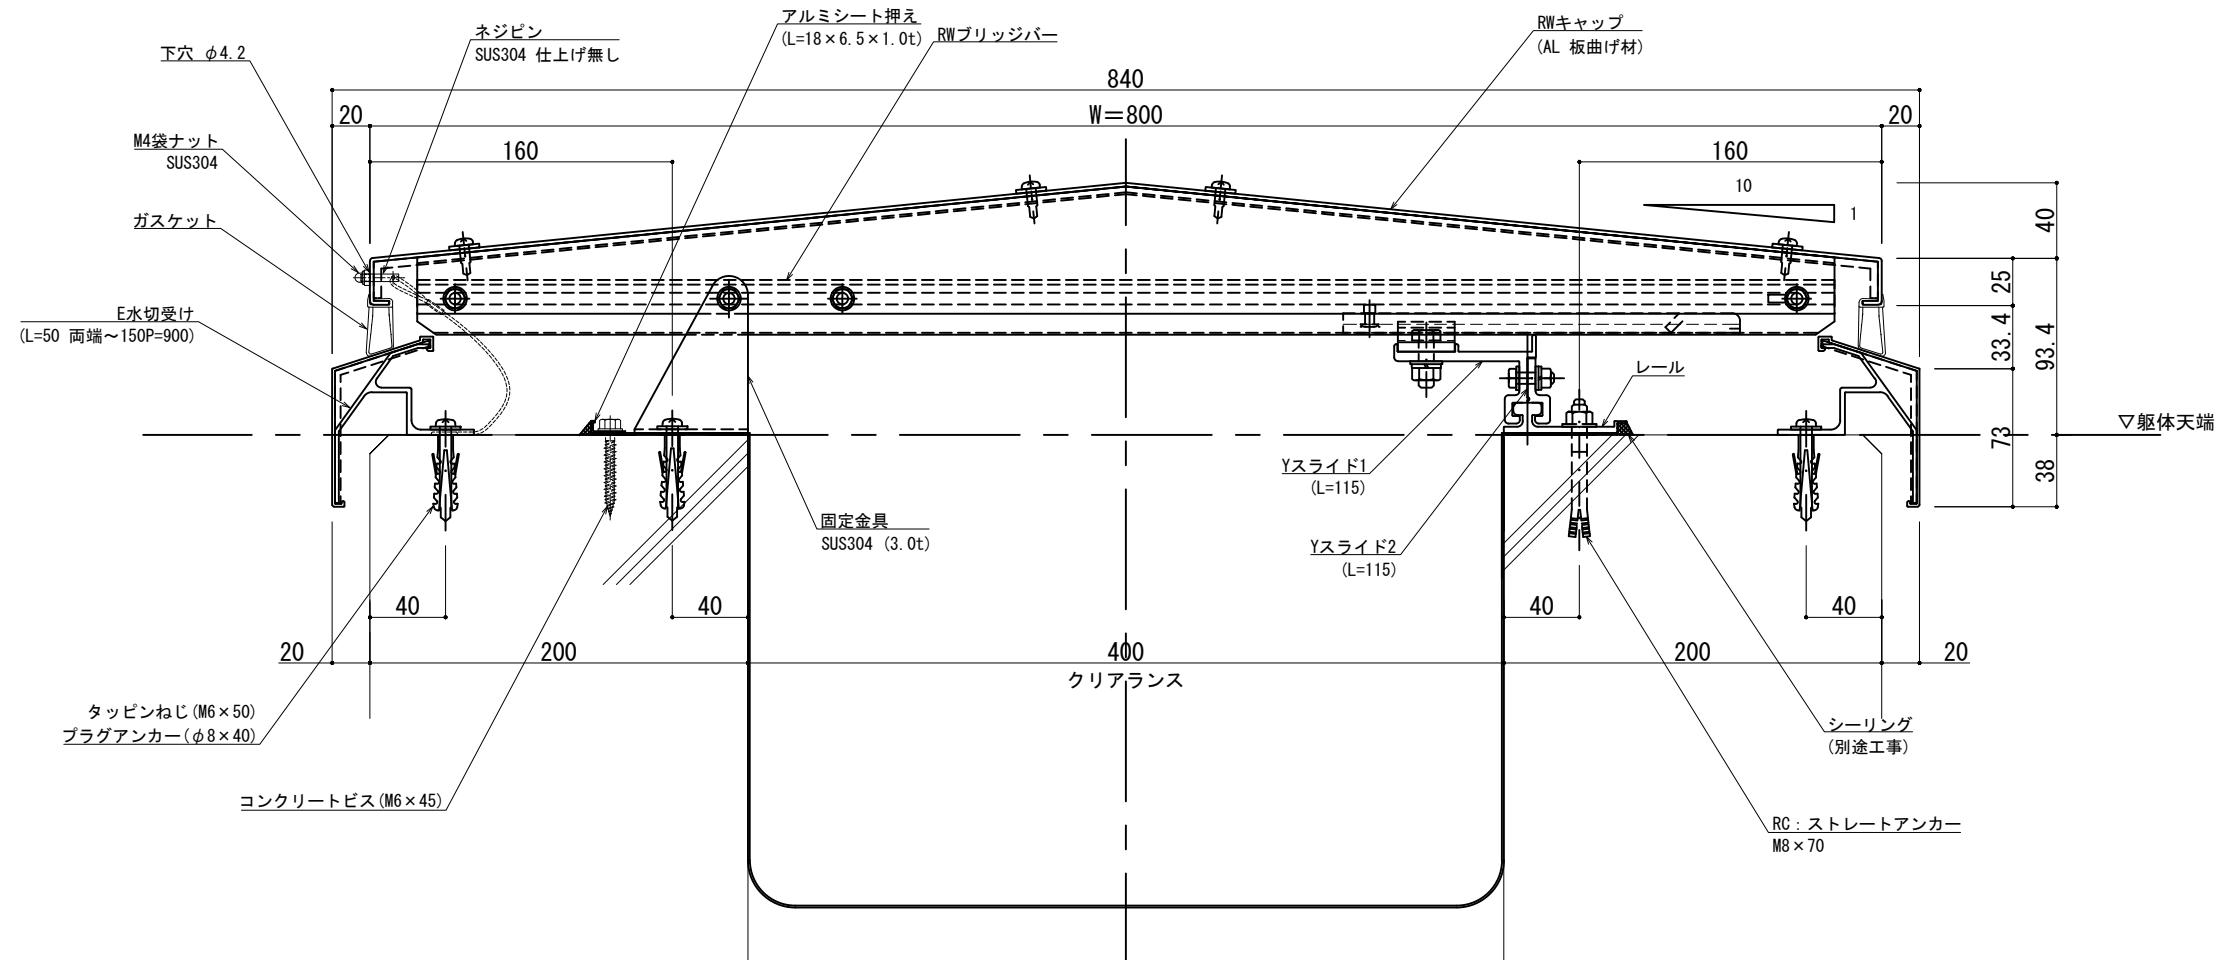 アルミシート押え
(L=18×6.5×1.0t)
RWキャップ
(AL 板曲げ材)
ネジピン
SUS304 仕上げ無し
RWブリッジバー
下穴 φ4.2
840
20
W＝800
20
M4袋ナット
SUS304
160
160
10
1
ガスケット
40
25
33.4
93.4
73
38
E水切受け
(L=50 両端～150P=900)
レール
▽躯体天端
Yスライド1
(L=115)
固定金具
SUS304 (3.0t)
Yスライド2
(L=115)
40
40
40
40
20
200
400
200
20
クリアランス
タッピンねじ(M6×50)
プラグアンカー(φ8×40)
シーリング
(別途工事)
コンクリートビス(M6×45)
RC：ストレートアンカー
M8×70